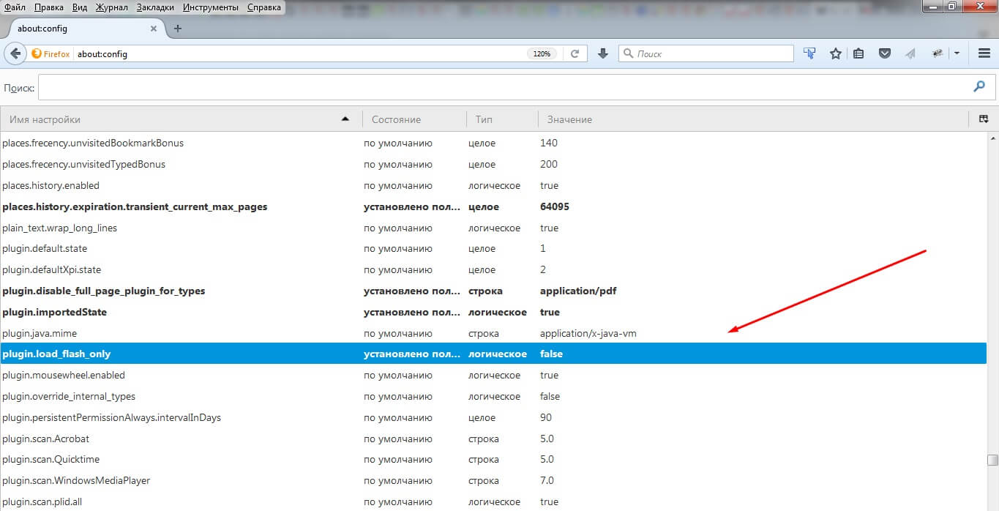 Файл Правка Вид Журнал Закладки Инструменты Справка
about:config
Firefox about:config 120% Поиск
Поиск:
Имя настройки Состояние Тип Значение
places.frecency.unvisitedBookmarkBonus по умолчанию целое 140
places.frecency.unvisitedTypedBonus по умолчанию целое 200
places.history.enabled по умолчанию логическое true
places.history.expiration.transient_current_max_pages установлено пол... целое 64095
plain_text.wrap_long_lines по умолчанию логическое true
plugin.default.state по умолчанию целое 1
plugin.defaultXpi.state по умолчанию целое 2
plugin.disable_full_page_plugin_for_types установлено пол... строка application/pdf
plugin.importedState установлено пол... логическое true
plugin.java.mime по умолчанию строка application/x-java-vm
plugin.load_flash_only установлено пол... логическое false
plugin.mousewheel.enabled по умолчанию логическое true
plugin.override_internal_types по умолчанию логическое false
plugin.persistentPermissionAlways.intervalInDays по умолчанию целое 90
plugin.scan.Acrobat по умолчанию строка 5.0
plugin.scan.Quicktime по умолчанию строка 5.0
plugin.scan.WindowsMediaPlayer по умолчанию строка 7.0
plugin.scan.plid.all по умолчанию логическое true